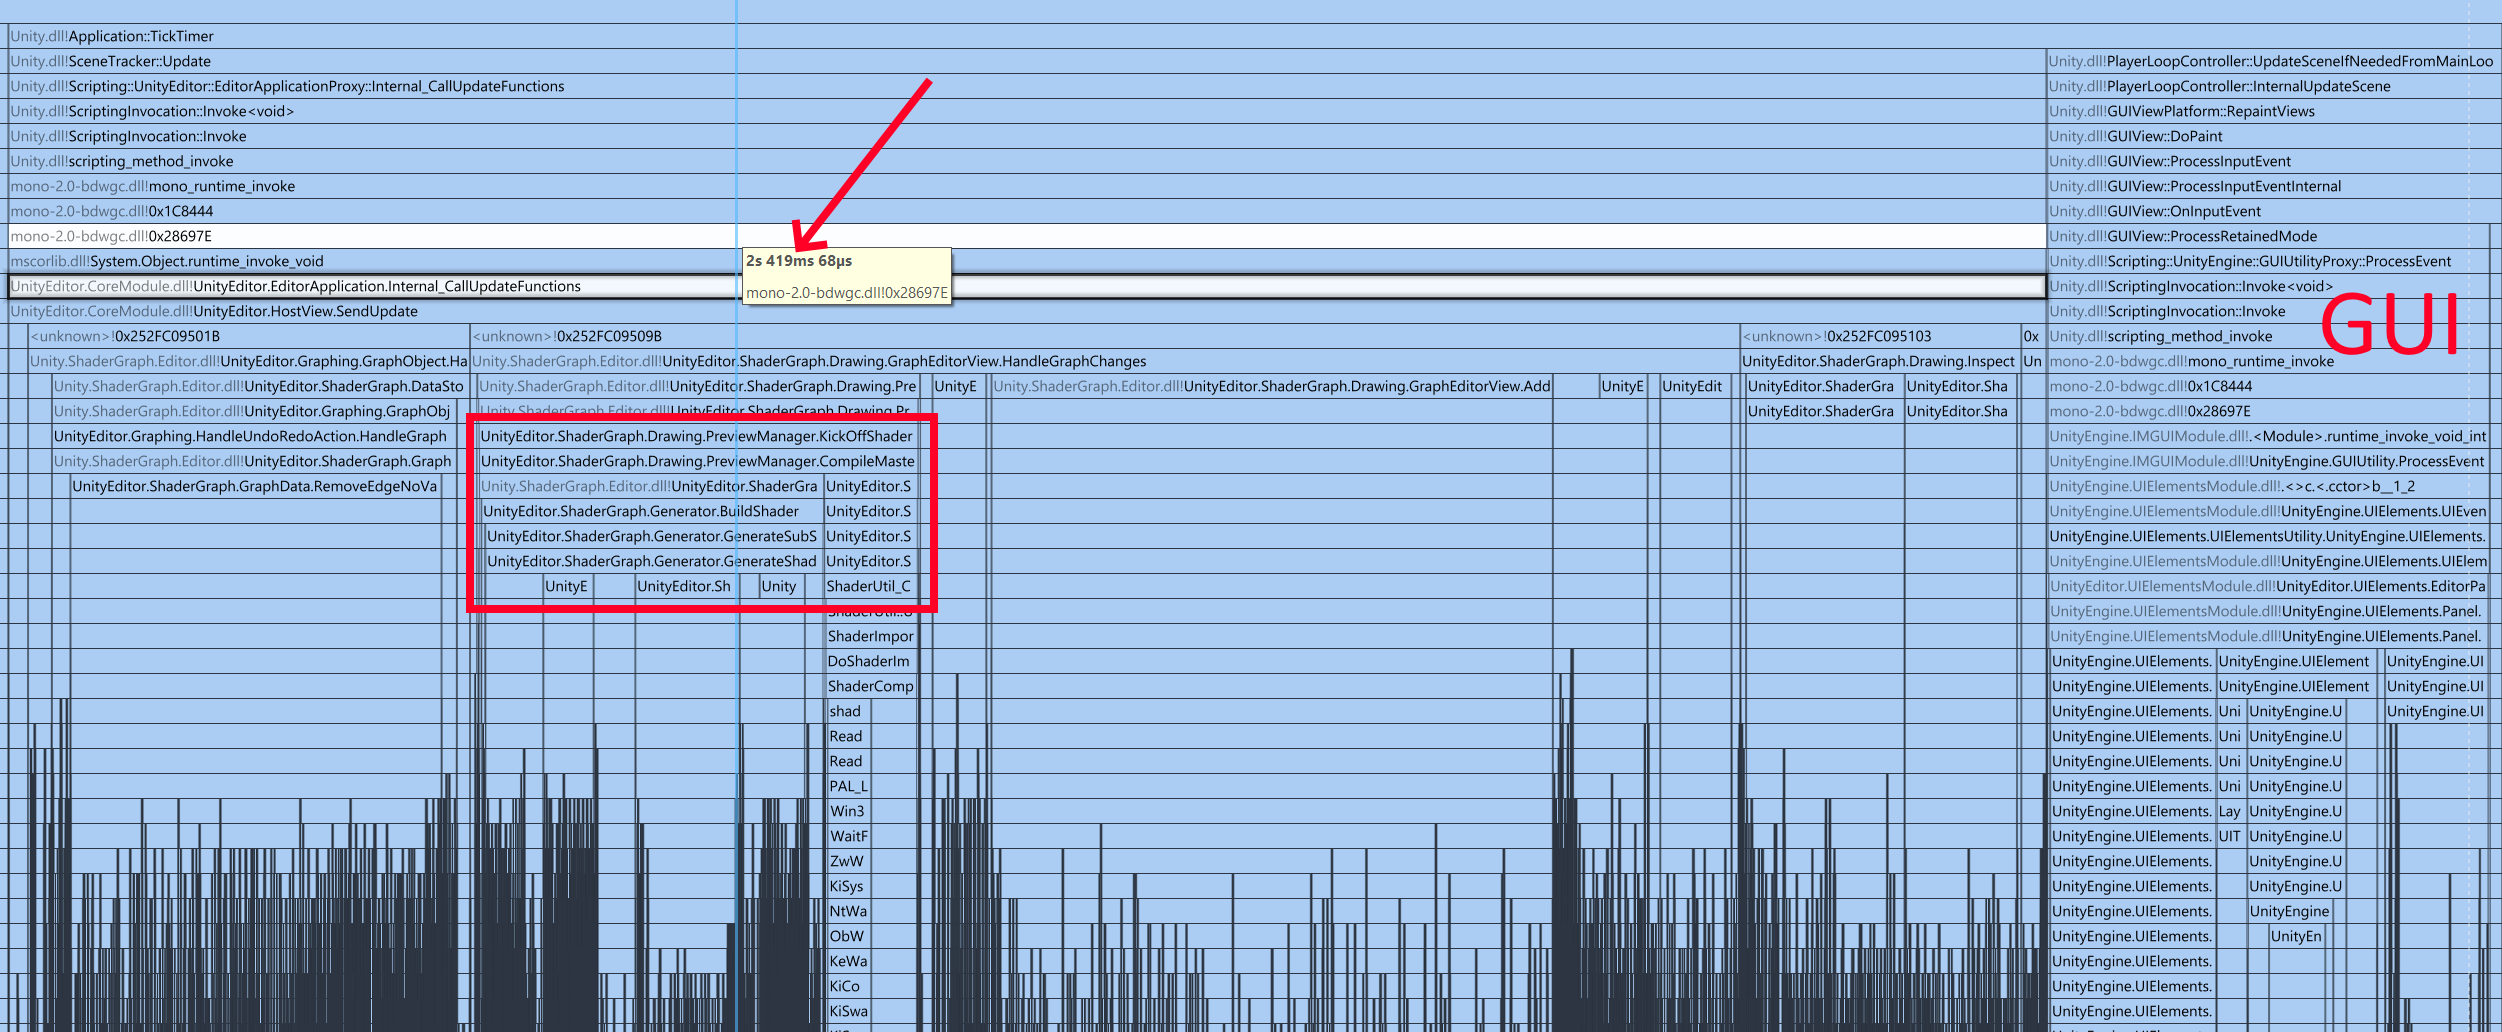 Unity.dll!Application::TickTimer
Unity.dll!SceneTracker::Update
Unity.dll!PlayerLoopController::UpdateSceneIfNeededFromMainLoo
Unity.dll!Scripting::UnityEditor::EditorApplicationProxy::Internal_CallUpdateFunctions
Unity.dll!PlayerLoopController::InternalUpdateScene
Unity.dll!ScriptingInvocation::Invoke<void>
Unity.dll!GUIViewPlatform::RepaintViews
Unity.dll!ScriptingInvocation::Invoke
Unity.dll!GUIView::DoPaint
Unity.dll!scripting_method_invoke
Unity.dll!GUIView::ProcessInputEvent
mono-2.0-bdwgc.dll!mono_runtime_invoke
Unity.dll!GUIView::ProcessInputEventInternal
mono-2.0-bdwgc.dll!0x1C8444
Unity.dll!GUIView::OnInputEvent
mono-2.0-bdwgc.dll!0x28697E
Unity.dll!GUIView::ProcessRetainedMode
mscorlib.dll!System.Object.runtime_invoke_void
2s 419ms 68µs
Unity.dll!Scripting::UnityEngine::GUIUtilityProxy::ProcessEvent
UnityEditor.CoreModule.dll!UnityEditor.EditorApplication.Internal_CallUpdateFunctions
mono-2.0-bdwgc.dll!0x28697E
Unity.dll!ScriptingInvocation::Invoke<void>
UnityEditor.CoreModule.dll!UnityEditor.HostView.SendUpdate
Unity.dll!ScriptingInvocation::Invoke
GUI
<unknown>!0x252FC09501B <unknown>!0x252FC09509B <unknown>!0x252FC095103 0x
Unity.dll!scripting_method_invoke
Unity.ShaderGraph.Editor.dll!UnityEditor.Graphing.GraphObject.Ha Unity.ShaderGraph.Editor.dll!UnityEditor.ShaderGraph.Drawing.GraphEditorView.HandleGraphChanges UnityEditor.ShaderGraph.Drawing.Inspect Un
mono-2.0-bdwgc.dll!mono_runtime_invoke
Unity.ShaderGraph.Editor.dll!UnityEditor.ShaderGraph.DataSto Unity.ShaderGraph.Editor.dll!UnityEditor.ShaderGraph.Drawing.Pre UnityE Unity.ShaderGraph.Editor.dll!UnityEditor.ShaderGraph.Drawing.GraphEditorView.Add UnityE UnityEdit UnityEditor.ShaderGra UnityEditor.Sha
mono-2.0-bdwgc.dll!0x1C8444
Unity.ShaderGraph.Editor.dll!UnityEditor.Graphing.GraphObj Unity.ShaderGraph.Editor.dll!UnityEditor.ShaderGraph.Drawing.Pr UnityEditor.ShaderGra UnityEditor.Sha
mono-2.0-bdwgc.dll!0x28697E
UnityEditor.Graphing.HandleUndoRedoAction.HandleGraph UnityEditor.ShaderGraph.Drawing.PreviewManager.KickOffShader
UnityEngine.IMGUIModule.dll!.<Module>.runtime_invoke_void_int
Unity.ShaderGraph.Editor.dll!UnityEditor.ShaderGraph.Graph UnityEditor.ShaderGraph.Drawing.PreviewManager.CompileMaste
UnityEngine.IMGUIModule.dll!UnityEngine.GUIUtility.ProcessEvent
UnityEditor.ShaderGraph.GraphData.RemoveEdgeNoVa Unity.ShaderGraph.Editor.dll!UnityEditor.ShaderGra UnityEditor.S
UnityEngine.UIElementsModule.dll!.<>c.<.cctor>b__1_2
UnityEditor.ShaderGraph.Generator.BuildShader UnityEditor.S
UnityEngine.UIElementsModule.dll!UnityEngine.UIElements.UIEven
UnityEditor.ShaderGraph.Generator.GenerateSubS UnityEditor.S
UnityEngine.UIElements.UIElementsUtility.UnityEngine.UIElements.
UnityEditor.ShaderGraph.Generator.GenerateShad UnityEditor.S
UnityEngine.UIElementsModule.dll!UnityEngine.UIElem
UnityE UnityEditor.Sh Unity ShaderUtil_C
UnityEditor.UIElementsModule.dll!UnityEditor.UIElements.EditorPa
UnityEngine.UIElementsModule.dll!UnityEngine.UIElements.Panel.
ShaderImpor
UnityEngine.UIElementsModule.dll!UnityEngine.UIElements.Panel.
DoShaderIm
UnityEngine.UIElements. UnityEngine.UIElement UnityEngine.UI
ShaderComp
UnityEngine.UIElements. UnityEngine.UIElement UnityEngine.UI
shad
UnityEngine.UIElements. Uni UnityEngine.U UnityEngine.UI
Read
UnityEngine.UIElements. Uni UnityEngine.U
Read
UnityEngine.UIElements. Uni UnityEngine.U
PAL_L
UnityEngine.UIElements. Uni UnityEngine.U
Win3
UnityEngine.UIElements. Lay UnityEngine.U
WaitF
UnityEngine.UIElements. UIT UnityEngine.U
ZwW
UnityEngine.UIElements. UnityEngine.U
KiSys
UnityEngine.UIElements. UnityEngine.U
NtWa
UnityEngine.UIElements. UnityEngine
ObW
UnityEngine.UIElements. UnityEn
KeWa
UnityEngine.UIElements.
KiCo
UnityEngine.UIElements.
KiSwa
UnityEngine.UIElements.